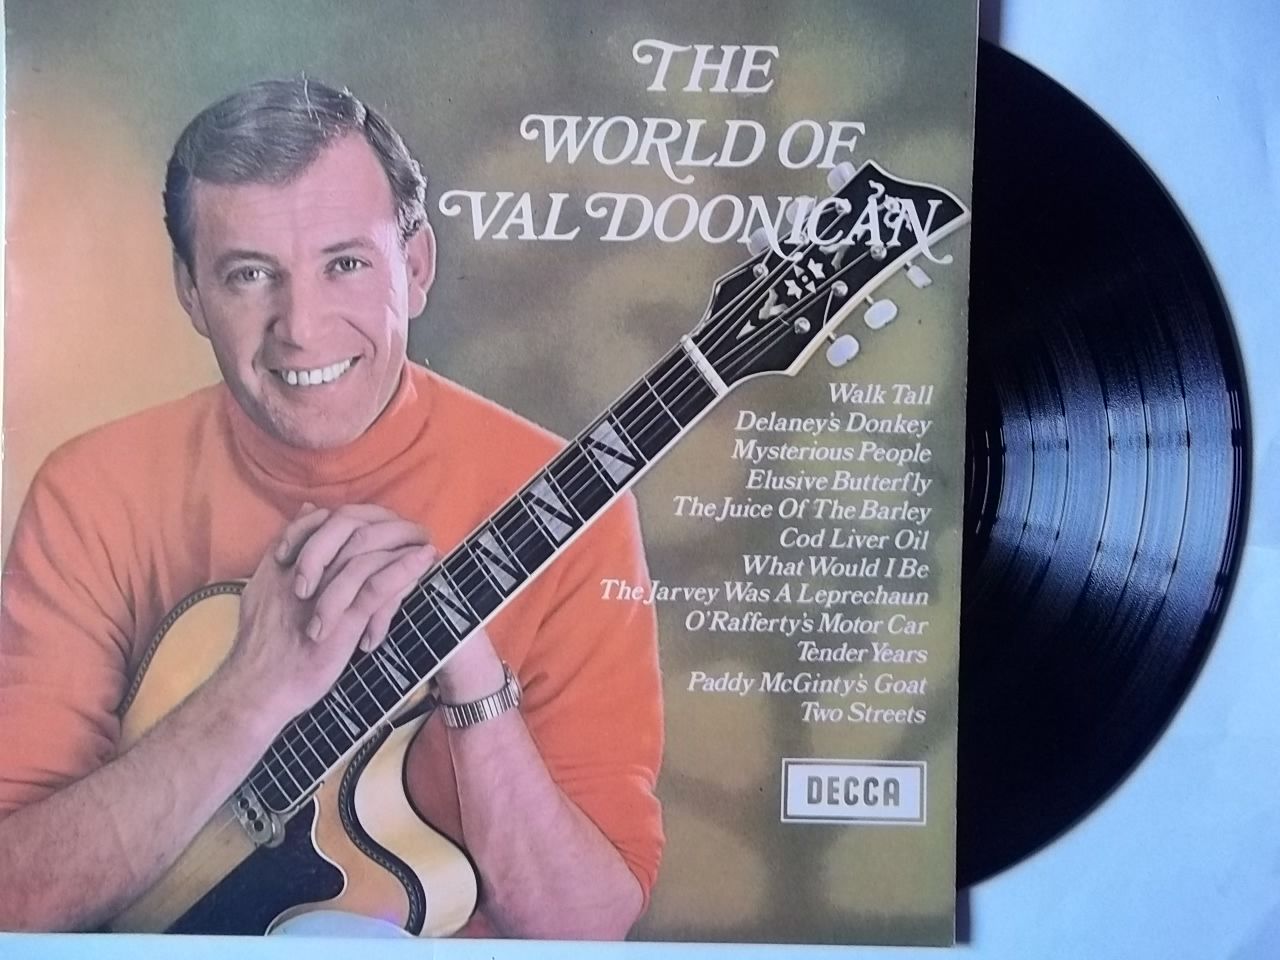 THE
WORLD OF
VAL DOONICAN
Walk Tall
Delaney's Donkey
Mysterious People
Elusive Butterfly
The Juice Of The Barley
Cod Liver Oil
What Would I Be
The Jarvey Was A Leprechaun
O'Rafferty's Motor Car
Tender Years
Paddy McGinty's Goat
Two Streets
DECCA